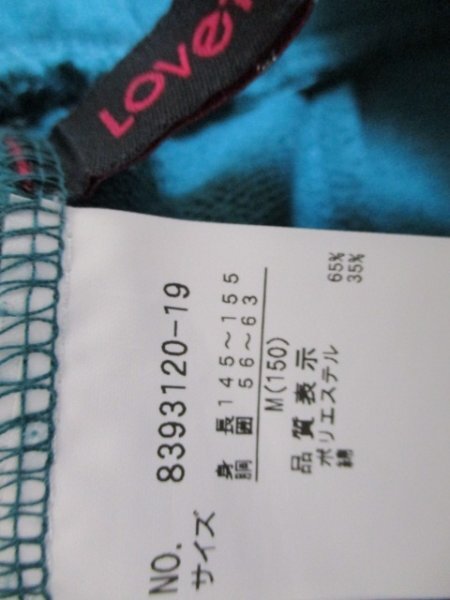 Love
NO. 8393120-19
サイズ 身長 145～155
胴囲 56～63
M(150)
品質表示
ポリエステル 65%
綿 35%